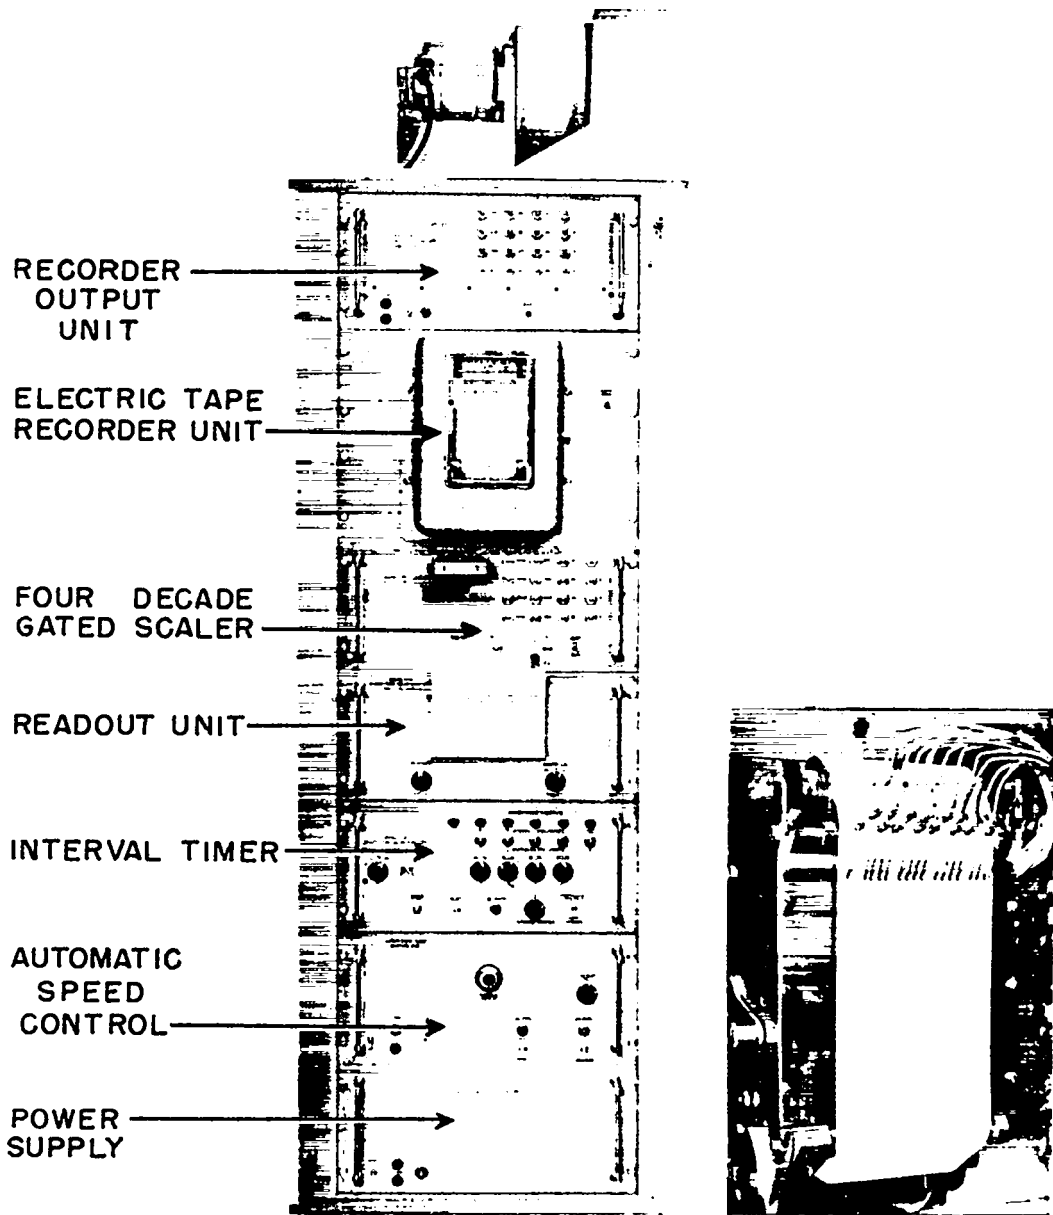 RECORDER
OUTPUT
UNIT
ELECTRIC TAPE
RECORDER UNIT
FOUR DECADE
GATED SCALER
READOUT UNIT
INTERVAL TIMER
AUTOMATIC
SPEED
CONTROL
POWER
SUPPLY